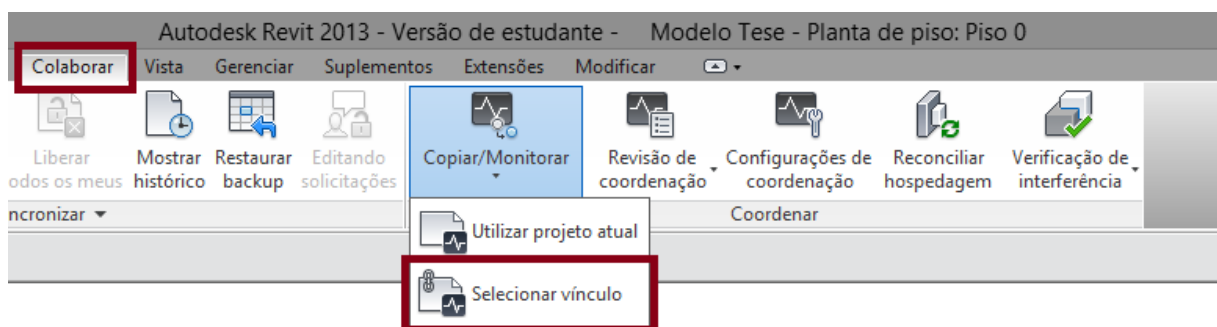 Autodesk Revit 2013 - Versão de estudante - Modelo Tese - Planta de piso: Piso 0
Colaborar Vista Gerenciar Suplementos Extensões Modificar
Liberar Mostrar Restaurar Editando Copiar/Monitorar Revisão de Configurações de Reconciliar Verificação de
odos os meus histórico backup solicitações coordenação coordenação hospedagem interferência
ncronizar Coordenar
Utilizar projeto atual
Selecionar vínculo